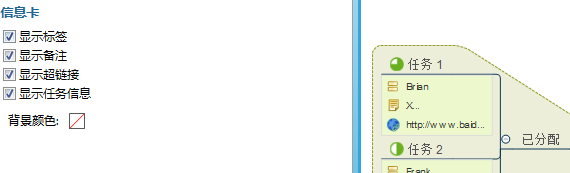 信息卡
显示标签
显示备注
显示超链接
显示任务信息
背景颜色:
任务 1
Brian
X...
http://www.baid...
任务 2
Frank
已分配